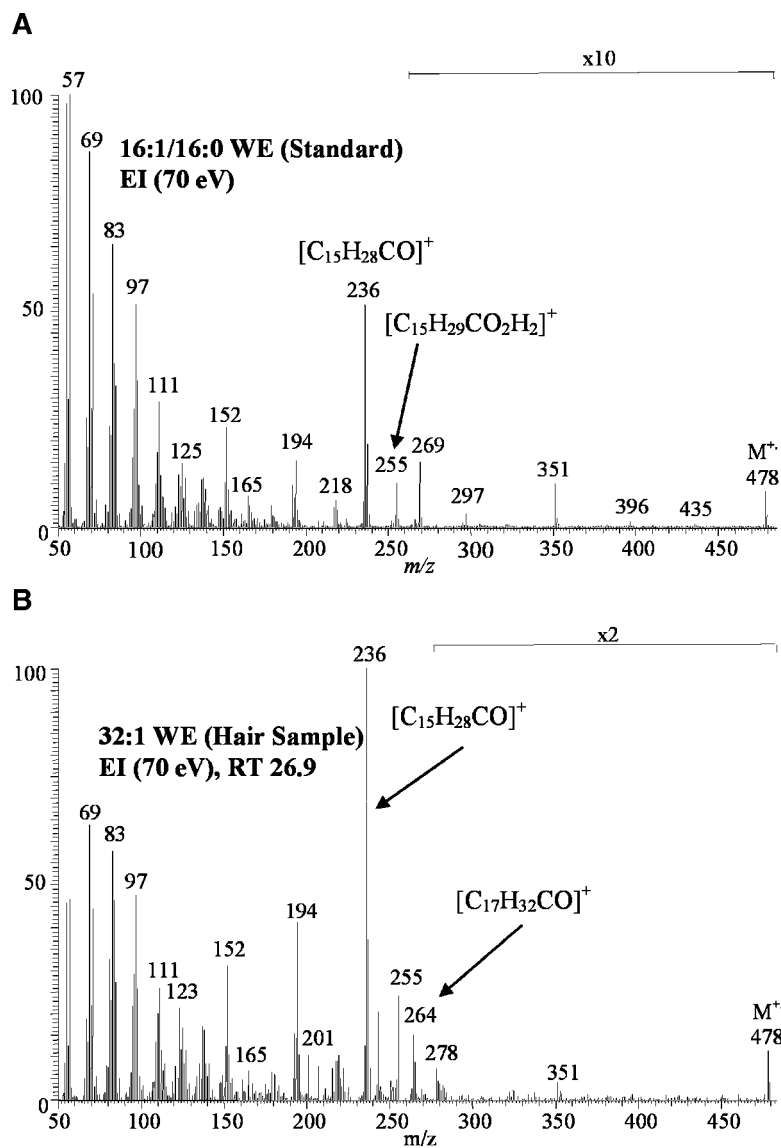 A
x10
57
100
69
16:1/16:0 WE (Standard)
EI (70 eV)
83
[C₁₅H₂₈CO]⁺
97
50
236
[C₁₅H₂₉CO₂H₂]⁺
111
152
125
194
255
269
M⁺·
165
218
351
478
297
396
435
0
50 100 150 200 250 300 350 400 450
m/z
B
x2
236
100
[C₁₅H₂₈CO]⁺
32:1 WE (Hair Sample)
EI (70 eV), RT 26.9
69
83
97
50
194
[C₁₇H₃₂CO]⁺
152
111
123
255
264
M⁺
201
478
165
278
351
0
50 100 150 200 250 300 350 400 450
m/z